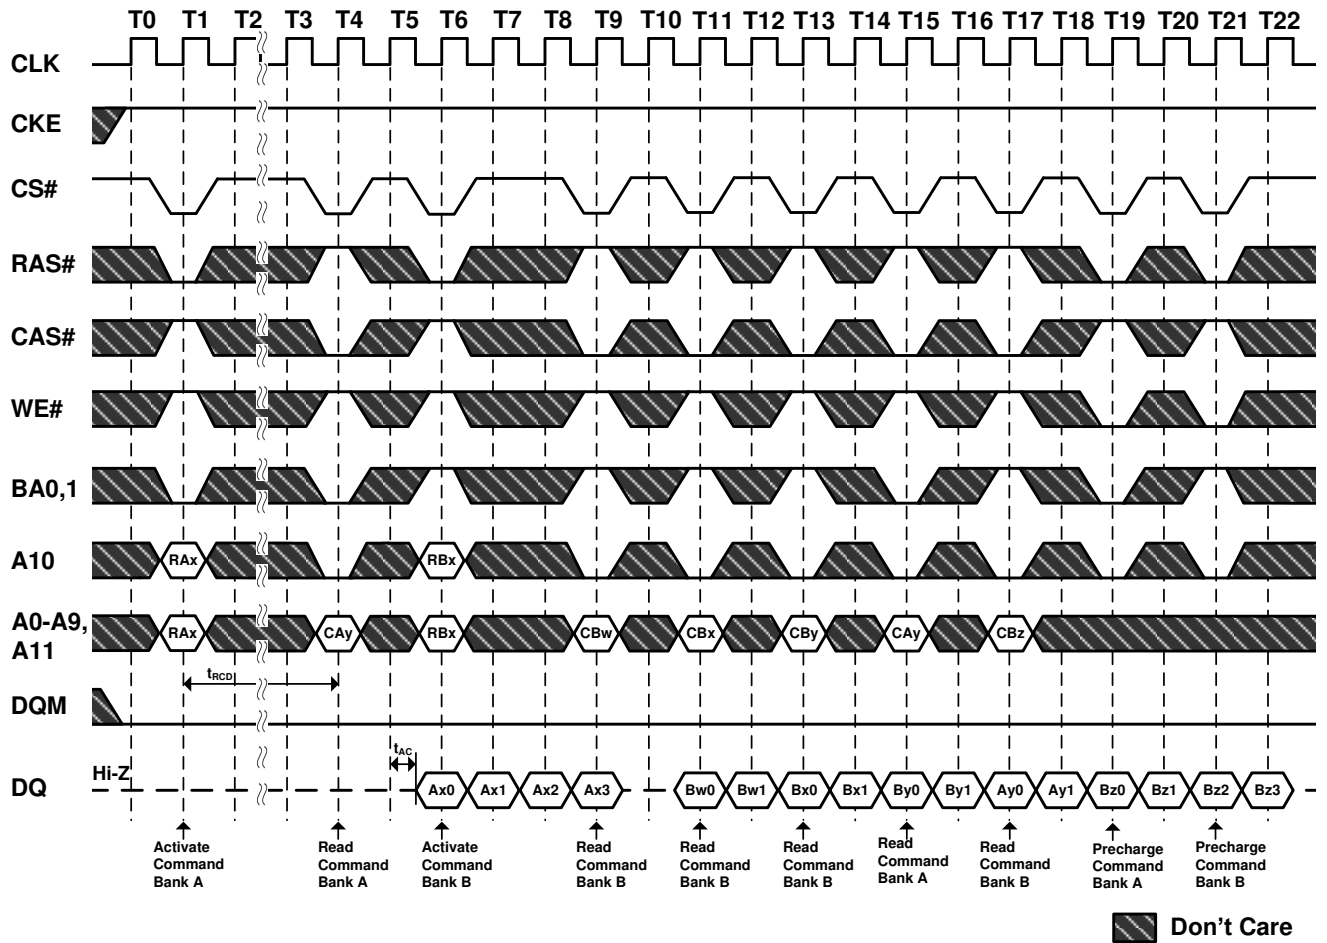 T0 T1 T2 T3 T4 T5 T6 T7 T8 T9 T10 T11 T12 T13 T14 T15 T16 T17 T18 T19 T20 T21 T22
CLK
CKE
CS#
RAS#
CAS#
WE#
BA0,1
A10 RAx RBx
A0-A9,
A11
RAx CAy RBx CBw CBx CBy CAy CBz
tRCD
DQM
tAC
Hi-Z
DQ Ax0 Ax1 Ax2 Ax3 Bw0 Bw1 Bx0 Bx1 By0 By1 Ay0 Ay1 Bz0 Bz1 Bz2 Bz3
Activate
Command
Bank A
Read
Command
Bank A
Activate
Command
Bank B
Read
Command
Bank B
Read
Command
Bank B
Read
Command
Bank B
Read
Command
Bank A
Read
Command
Bank B
Precharge
Command
Bank A
Precharge
Command
Bank B
Don't Care